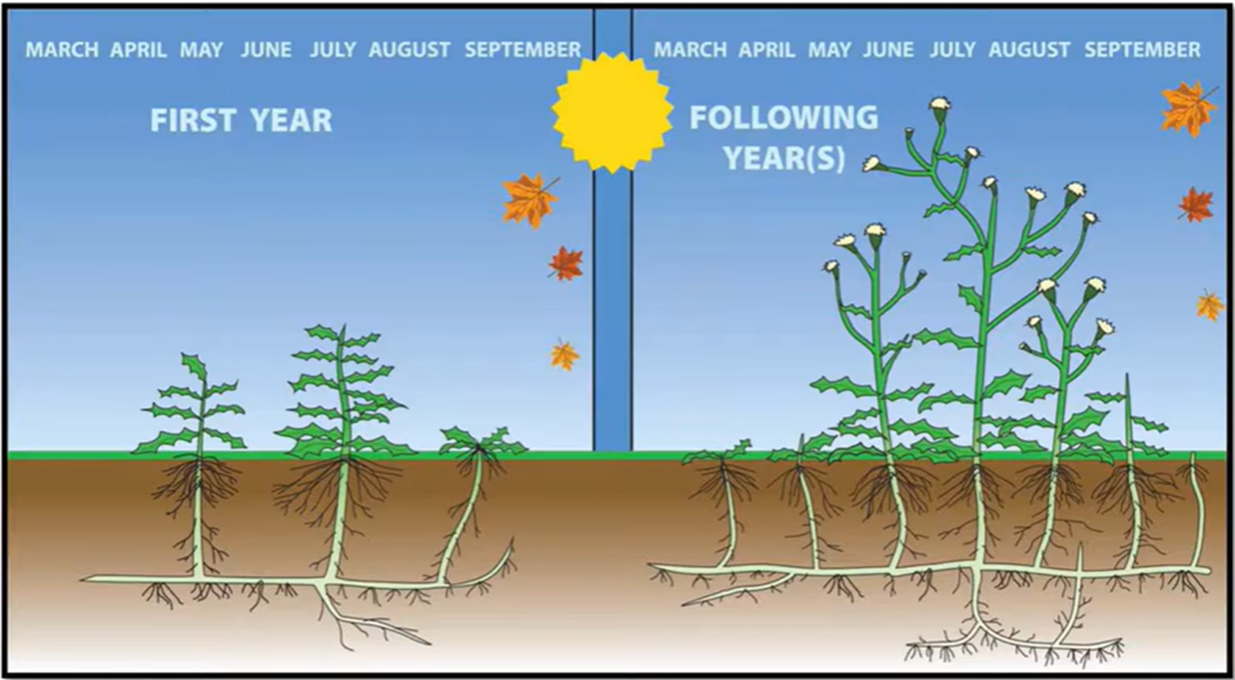 MARCH APRIL MAY JUNE JULY AUGUST SEPTEMBER
FIRST YEAR
MARCH APRIL MAY JUNE JULY AUGUST SEPTEMBER
FOLLOWING
YEAR(S)